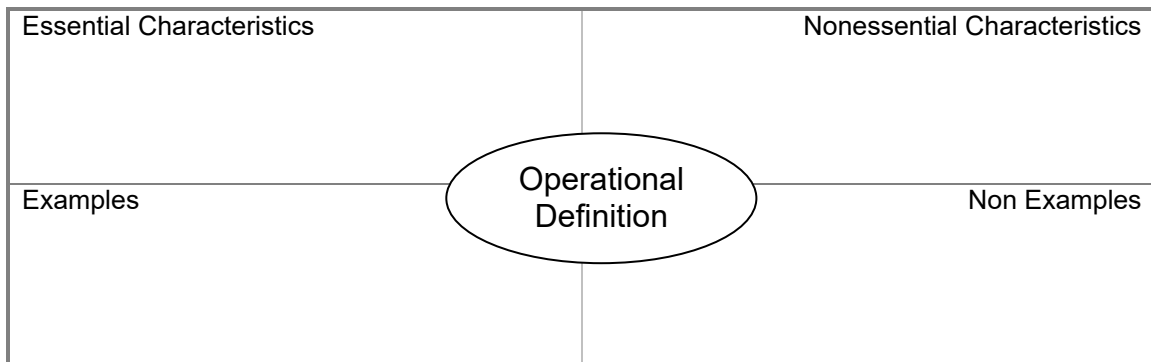 Essential Characteristics
Nonessential Characteristics
Operational
Definition
Examples
Non Examples